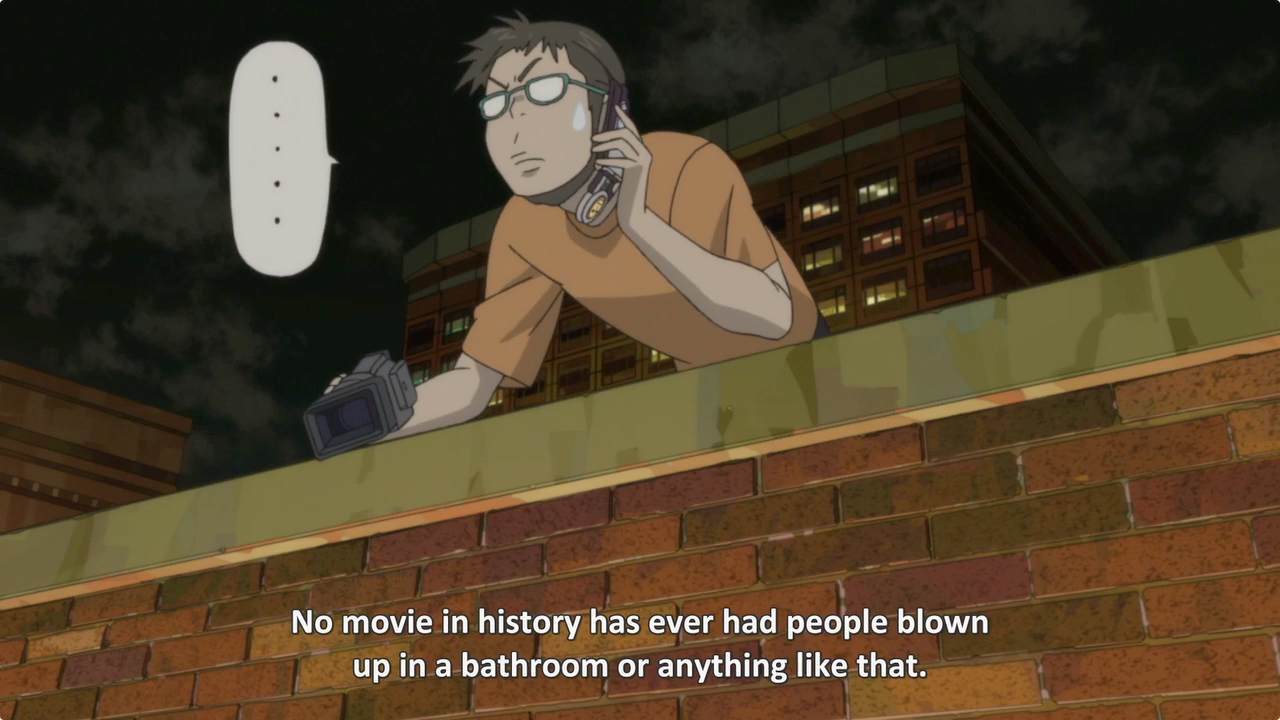 No movie in history has ever had people blown
up in a bathroom or anything like that.